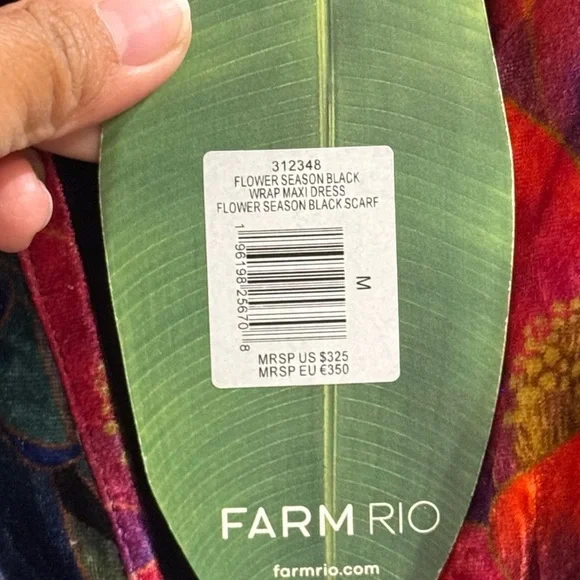 312348
FLOWER SEASON BLACK
WRAP MAXI DRESS
FLOWER SEASON BLACK SCARF
1 96198 25670 8
M
MRSP US $325
MRSP EU €350
FARM RIO
farmrio.com